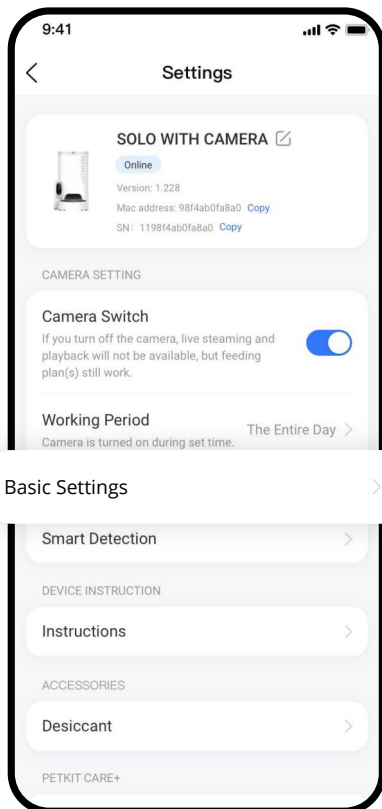 9:41
Settings
SOLO WITH CAMERA
Online
Version: 1.228
Mac address: 98f4ab0fa8a0 Copy
SN: 1198f4ab0fa8a0 Copy
CAMERA SETTING
Camera Switch
If you turn off the camera, live steaming and
playback will not be available, but feeding
plan(s) still work.
Working Period
The Entire Day
Camera is turned on during set time.
Basic Settings
Smart Detection
DEVICE INSTRUCTION
Instructions
ACCESSORIES
Desiccant
PETKIT CARE+